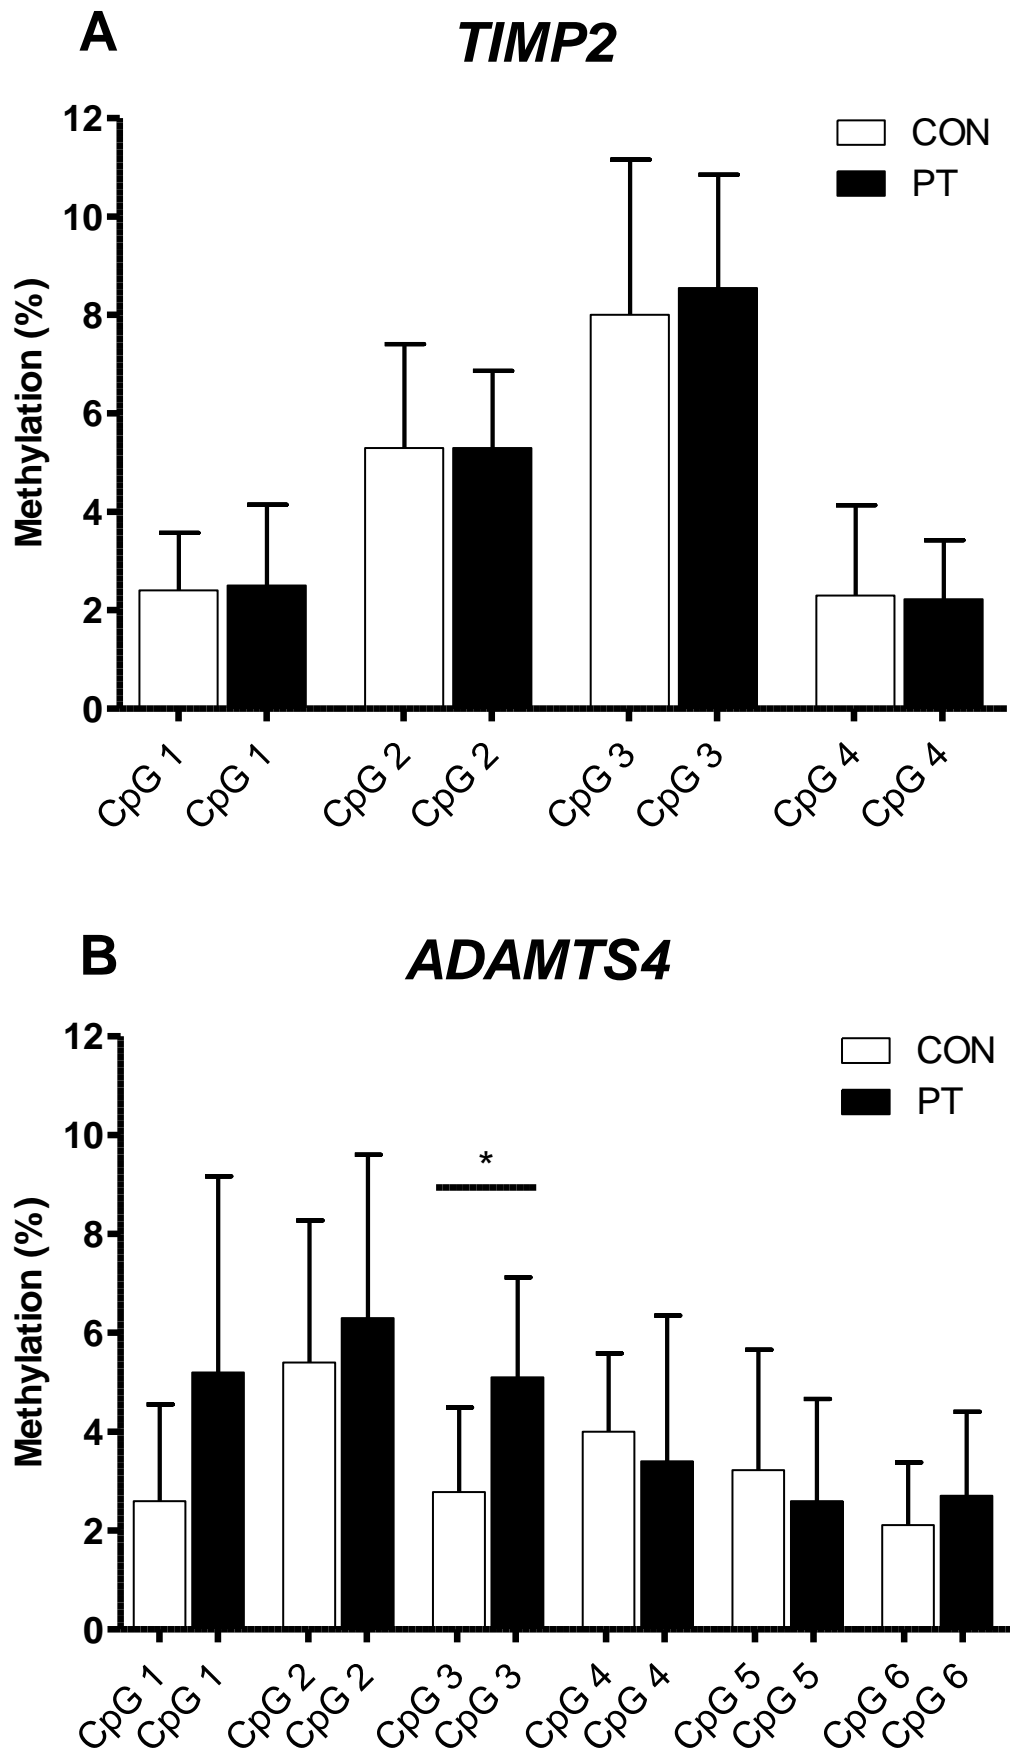 A
TIMP2
CON
PT
Methylation (%)
12
10
8
6
4
2
0
CpG 1
CpG 1
CpG 2
CpG 2
CpG 3
CpG 3
CpG 4
CpG 4
B
ADAMTS4
CON
PT
*
Methylation (%)
12
10
8
6
4
2
0
CpG 1
CpG 1
CpG 2
CpG 2
CpG 3
CpG 3
CpG 4
CpG 4
CpG 5
CpG 5
CpG 6
CpG 6